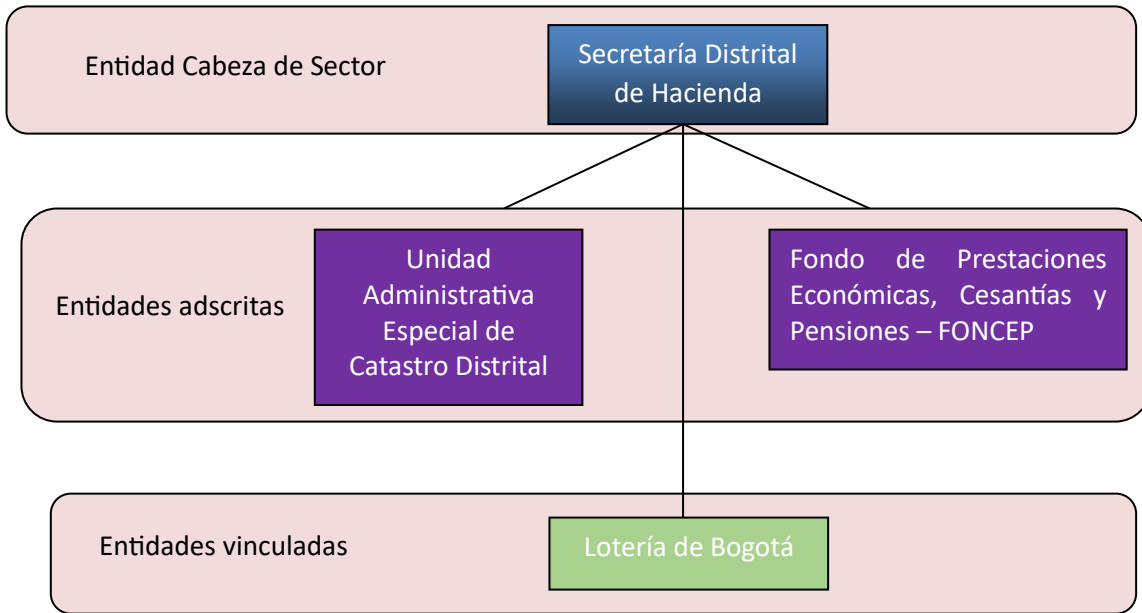 Entidad Cabeza de Sector
Secretaría Distrital
de Hacienda
Entidades adscritas
Unidad
Administrativa
Especial de
Catastro Distrital
Fondo de Prestaciones
Económicas, Cesantías y
Pensiones – FONCEP
Entidades vinculadas
Lotería de Bogotá